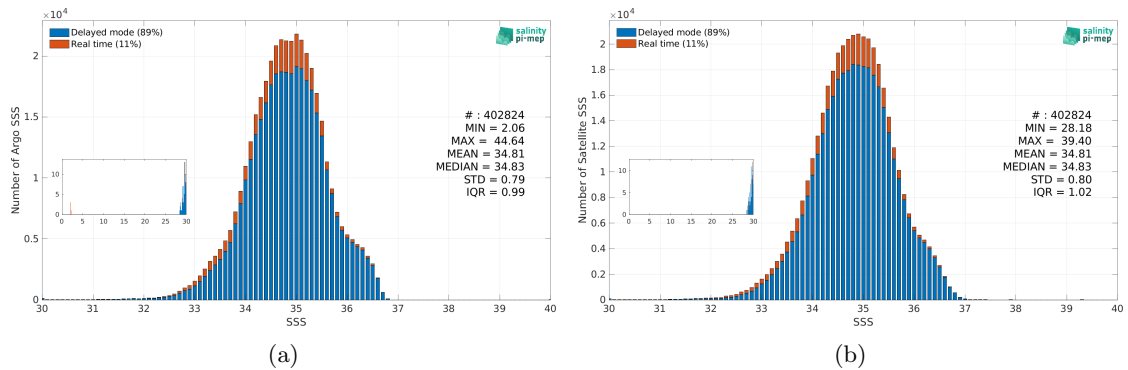 ×10⁴
Delayed mode (89%)
Real time (11%)
salinity
pi-mep
2
1.5
1
0.5
0
Number of Argo SSS
# : 402824
MIN = 2.06
MAX = 44.64
MEAN = 34.81
MEDIAN = 34.83
STD = 0.79
IQR = 0.99
10
5
0
0 5 10 15 20 25 30
30 31 32 33 34 35 36 37 38 39 40
SSS
(a)
×10⁴
Delayed mode (89%)
Real time (11%)
salinity
pi-mep
2
1.8
1.6
1.4
1.2
1
0.8
0.6
0.4
0.2
0
Number of Satellite SSS
# : 402824
MIN = 28.18
MAX = 39.40
MEAN = 34.81
MEDIAN = 34.83
STD = 0.80
IQR = 1.02
10
5
0
0 5 10 15 20 25 30
30 31 32 33 34 35 36 37 38 39 40
SSS
(b)